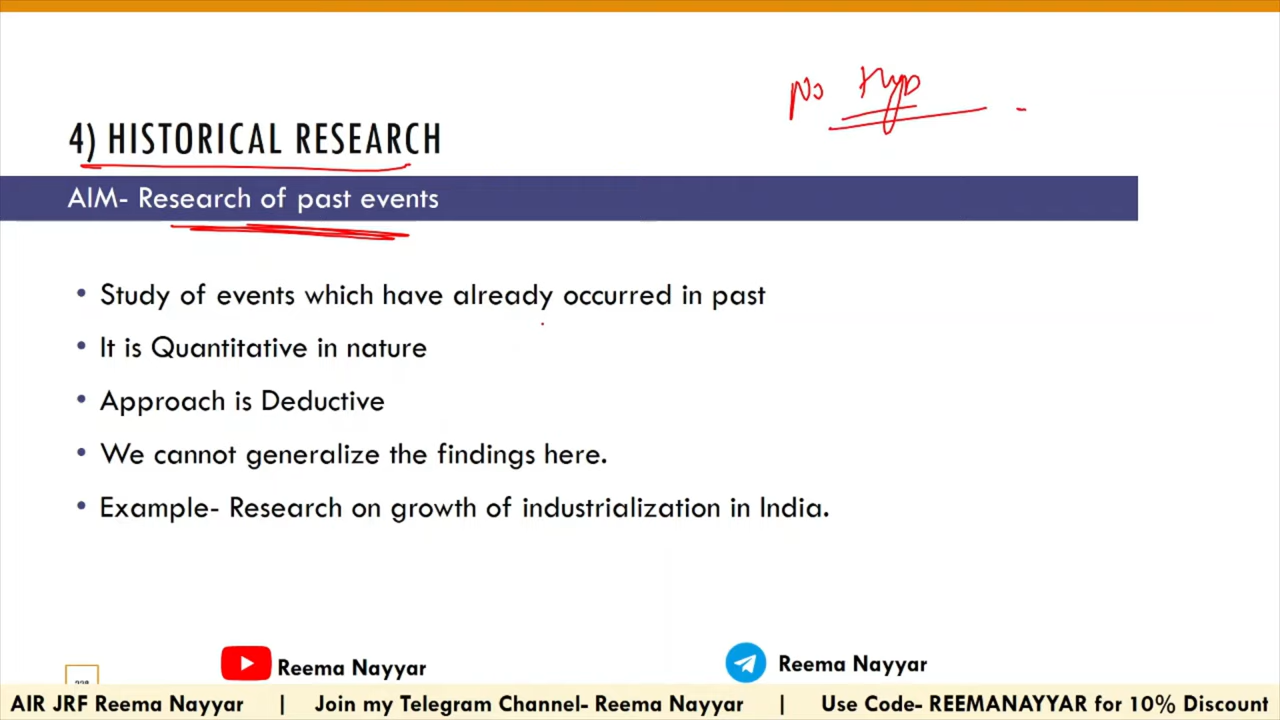 No Hyp
4) HISTORICAL RESEARCH
AIM- Research of past events
• Study of events which have already occurred in past
• It is Quantitative in nature
• Approach is Deductive
• We cannot generalize the findings here.
• Example- Research on growth of industrialization in India.
Reema Nayyar
Reema Nayyar
AIR JRF Reema Nayyar | Join my Telegram Channel- Reema Nayyar | Use Code- REEMANAYYAR for 10% Discount